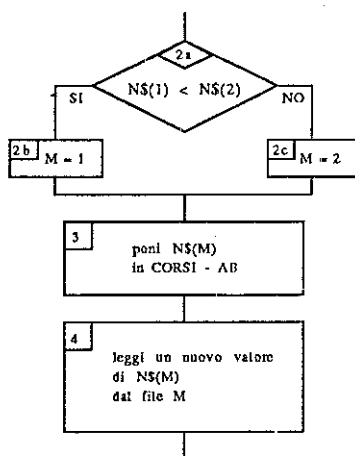 2a
SI N$(1) < N$(2) NO
2b M = 1 2c M = 2
3
poni N$(M)
in CORSI - AB
4
leggi un nuovo valore
di N$(M)
dal file M